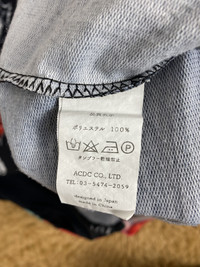 ポリエステル 100%
タンブラー乾燥禁止
ACDC CO., LTD
TEL:03-5474-2059
designed in Japan
made in China